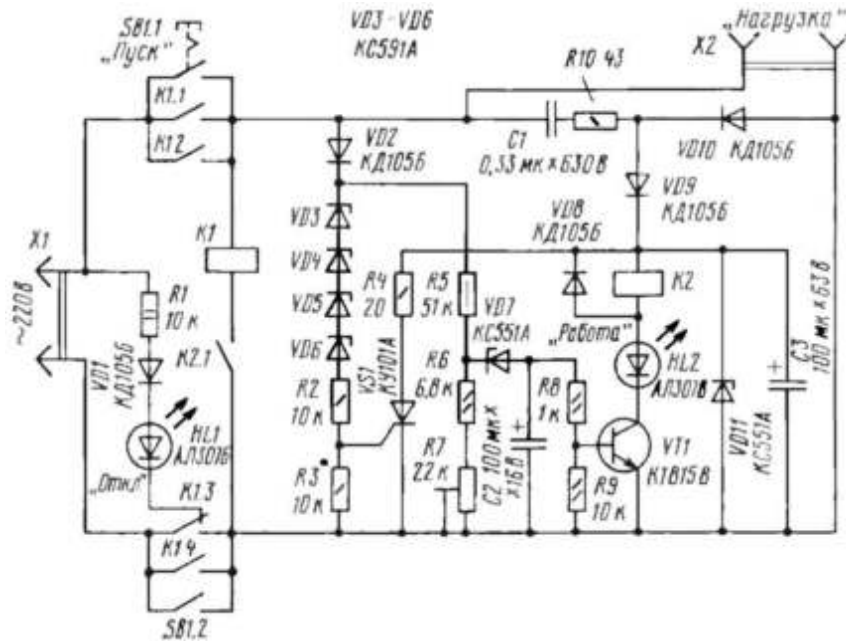 SB1.1
„Пуск“
K1.1
K1.2
VD3-VD6
КС591А
„Нагрузка“
X2
R10 43
C1
0,33 мк × 630 В
VD10 КД105Б
VD2
КД105Б
VD9
КД105Б
VD8
КД105Б
X1
~220В
K1
R1
10 к
VD1
КД105Б
HL1
АЛ307Б
„Откл“
K1.3
K1.4
SB1.2
K2.1
VD3
VD4
VD5
VD6
R2
10 к
R3*
10 к
R4
20
VS1
КУ101А
R5
51 к
R6
6,8 к
R7
22 к
VD7
КС551А
C2 100 мк ×
×16 В
R8
1 к
R9
10 к
„Работа“
K2
HL2
АЛ307В
VT1
КТ815В
VD11
КС551А
C3
100 мк × 63 В